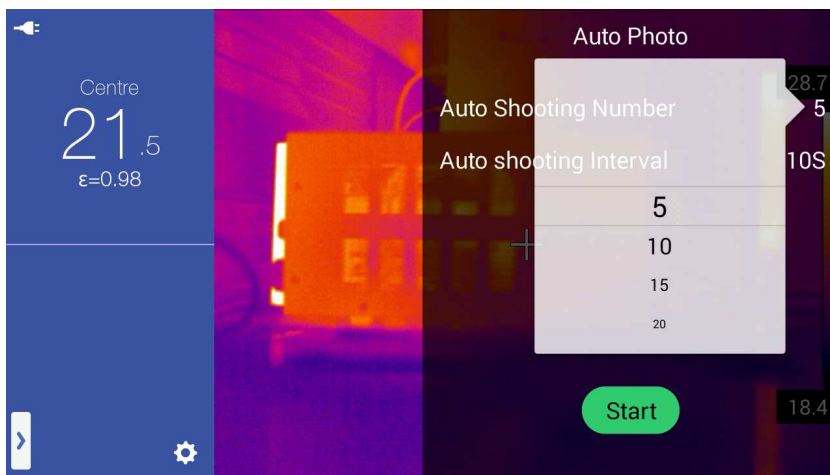 Centre
21.5
ε=0.98
Auto Photo
28.7
Auto Shooting Number 5
Auto shooting Interval 10S
5
10
15
20
Start
18.4